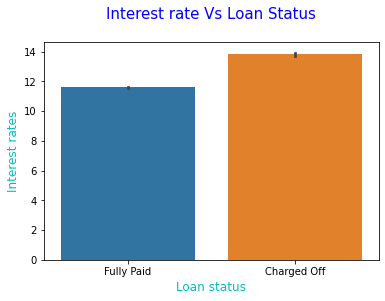 Interest rate Vs Loan Status
Interest rates
14
12
10
8
6
4
2
0
Fully Paid
Charged Off
Loan status